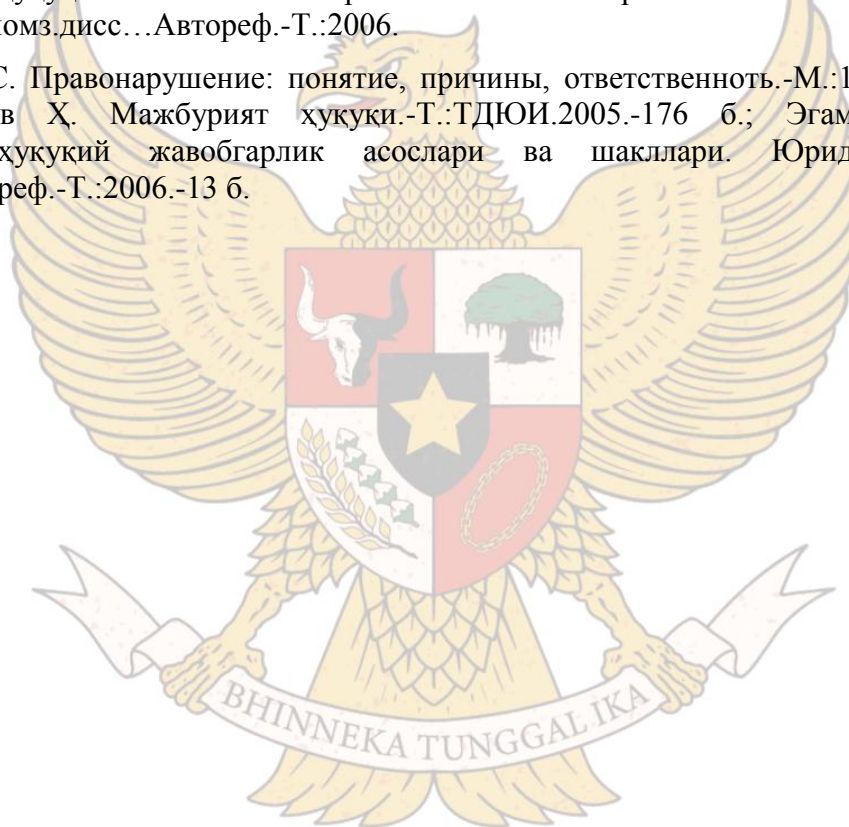 номз.дисс…Автореф.-Т.:2006.
С. Правонарушение: понятие, причины, ответственноть.-М.:1
в Ҳ. Мажбурият ҳуқуқи.-Т.:ТДЮИ.2005.-176 б.; Эгам
ҳуқуқий жавобгарлик асослари ва шакллари. Юрид
реф.-Т.:2006.-13 б.
BHINNEKA TUNGGAL IKA